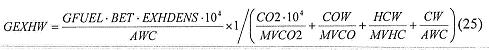 GEXHW = GFUEL · BET · EXHDENS · 10⁴ / AWC × 1 / (CO2 · 10⁴ / MVCO2 + COW / MVCO + HCW / MVHC + CW / AWC) (25)